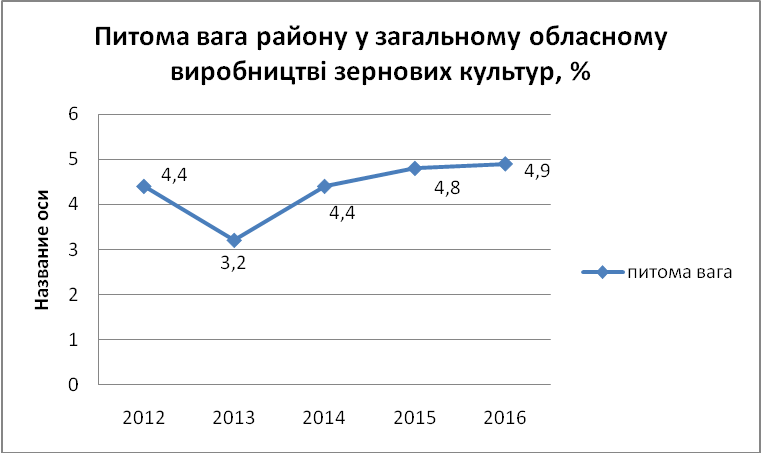 Питома вага району у загальному обласному
виробництві зернових культур, %
6
5
4
3
2
1
0
Название оси
4,4
3,2
4,4
4,8
4,9
2012 2013 2014 2015 2016
питома вага